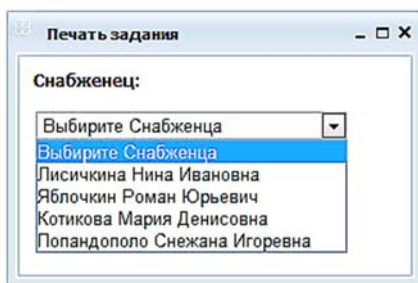 Печать задания
Снабженец:
Выбирите Снабженца
Выбирите Снабженца
Лисичкина Нина Ивановна
Яблочкин Роман Юрьевич
Котикова Мария Денисовна
Попандополо Снежана Игоревна